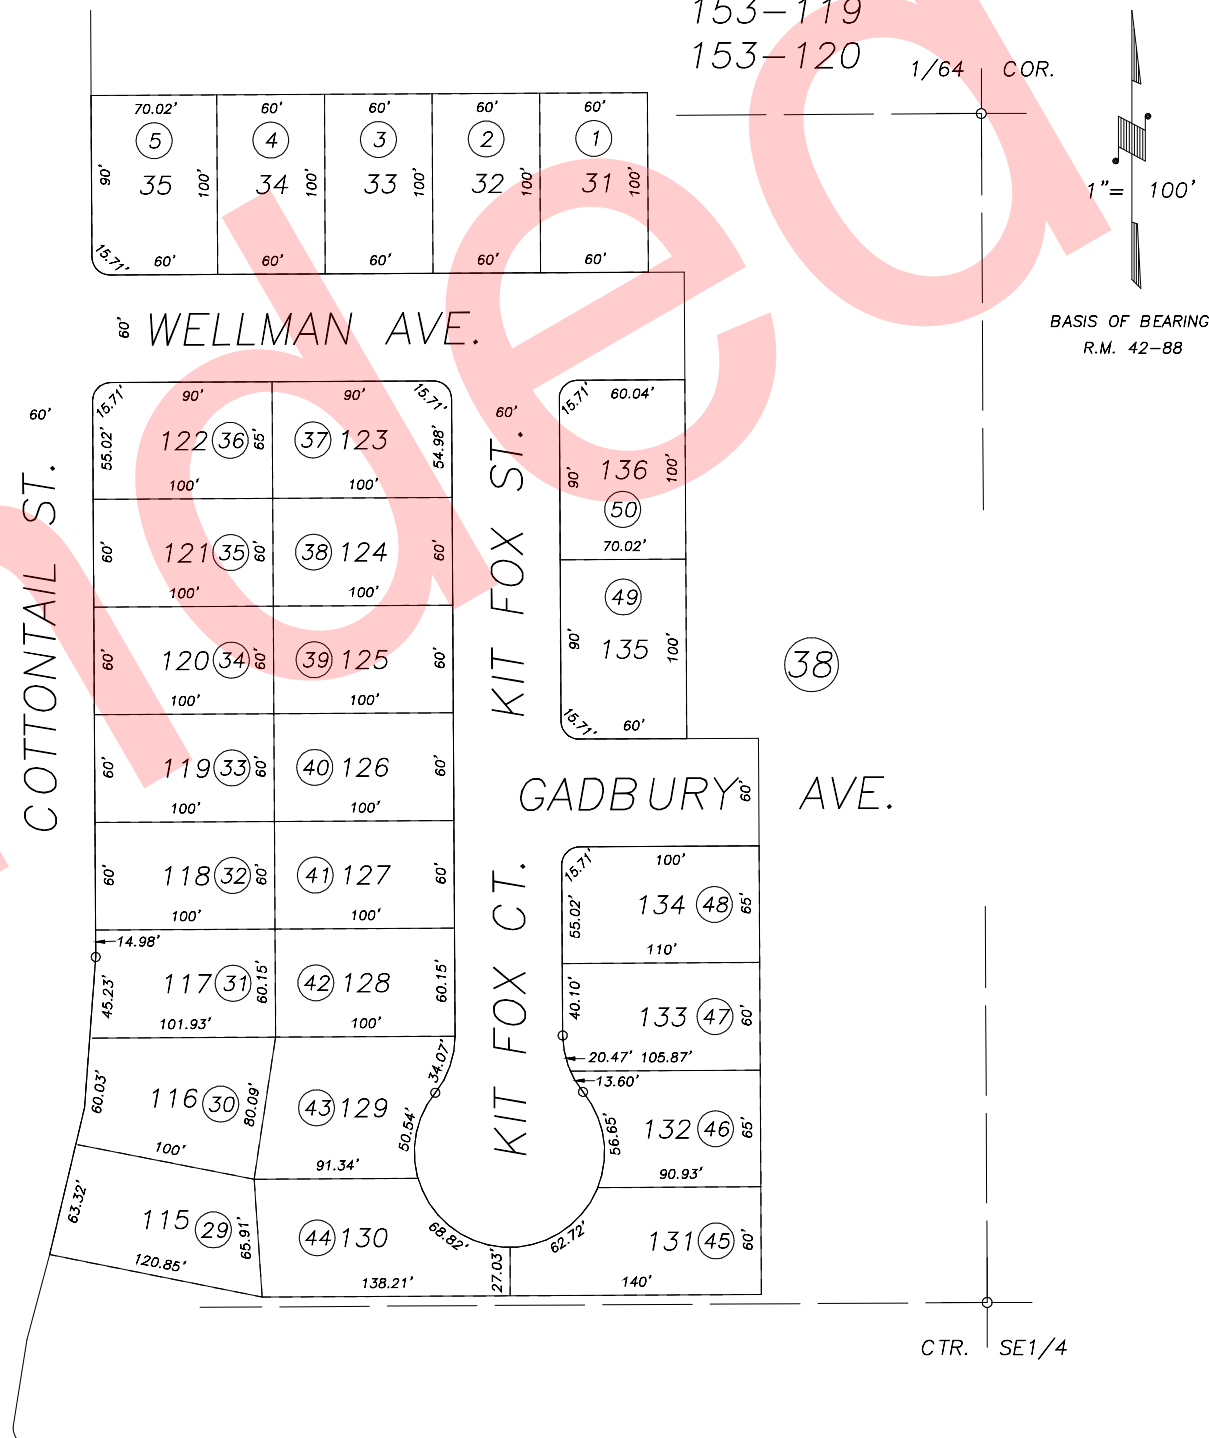 153-119
153-120
1/64 COR.
1"= 100'
BASIS OF BEARING
R.M. 42-88
70.02' 60' 60' 60' 60'
5 4 3 2 1
90' 35 100' 34 100' 33 100' 32 100' 31 100'
15.71' 60' 60' 60' 60' 60'
60' WELLMAN AVE.
60'
COTTONTAIL ST.
15.71' 90' 90' 15.71'
55.02' 122 36 65' 37 123 54.98'
100' 100'
60' 121 35 60' 38 124 60'
100' 100'
60' 120 34 60' 39 125 60'
100' 100'
60' 119 33 60' 40 126 60'
100' 100'
60' 118 32 60' 41 127 60'
100' 100'
14.98'
45.23' 117 31 60.15' 42 128 60.15'
101.93' 100'
60.03' 116 30 80.09' 43 129 34.07'
50.54'
100' 91.34'
63.32' 115 29 65.91' 44 130 68.82'
120.85' 138.21' 27.03'
60'
KIT FOX ST.
15.71' 60.04'
90' 136 100'
50
70.02'
49
90' 135 100'
15.71' 60'
38
GADBURY 60' AVE.
KIT FOX CT.
15.71' 100'
55.02' 134 48 65'
110'
40.10' 133 47 60'
20.47' 105.87'
13.60'
56.65' 132 46 65'
90.93'
62.72' 131 45 60'
140'
CTR. SE1/4